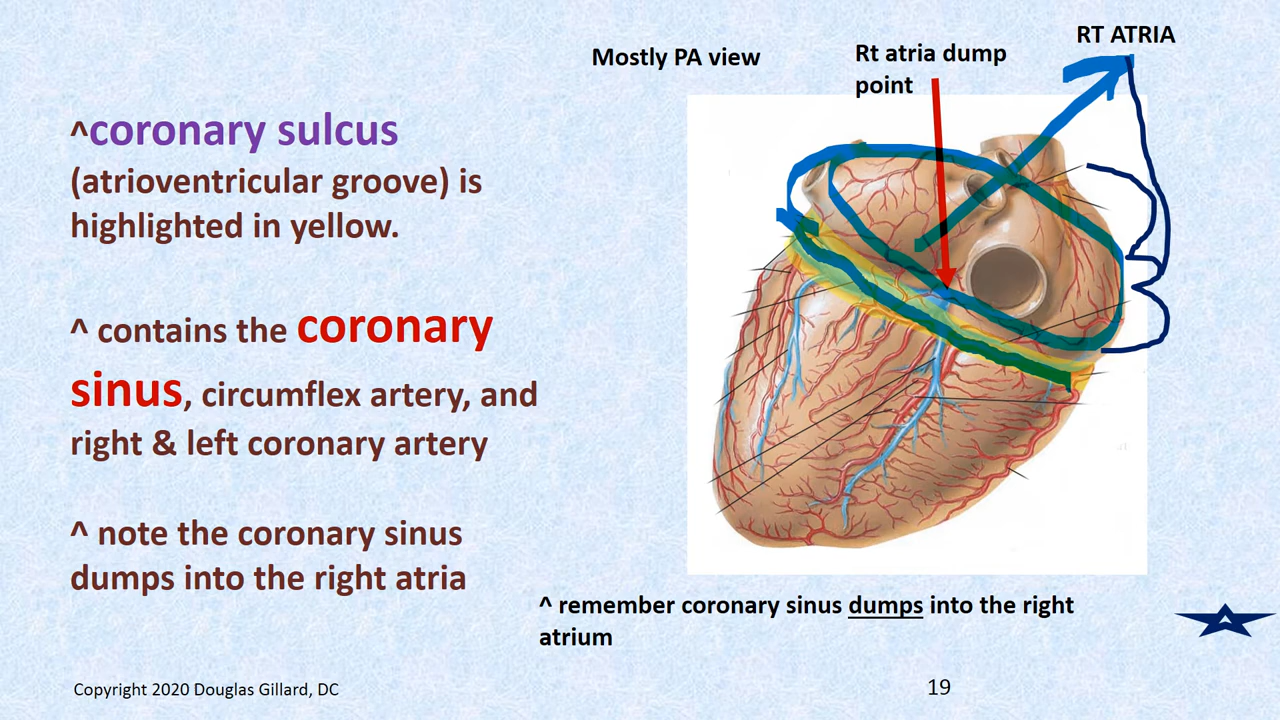 ^coronary sulcus
(atrioventricular groove) is
highlighted in yellow.
^ contains the coronary
sinus, circumflex artery, and
right & left coronary artery
^ note the coronary sinus
dumps into the right atria
Mostly PA view
Rt atria dump
point
RT ATRIA
^ remember coronary sinus dumps into the right
atrium
Copyright 2020 Douglas Gillard, DC
19